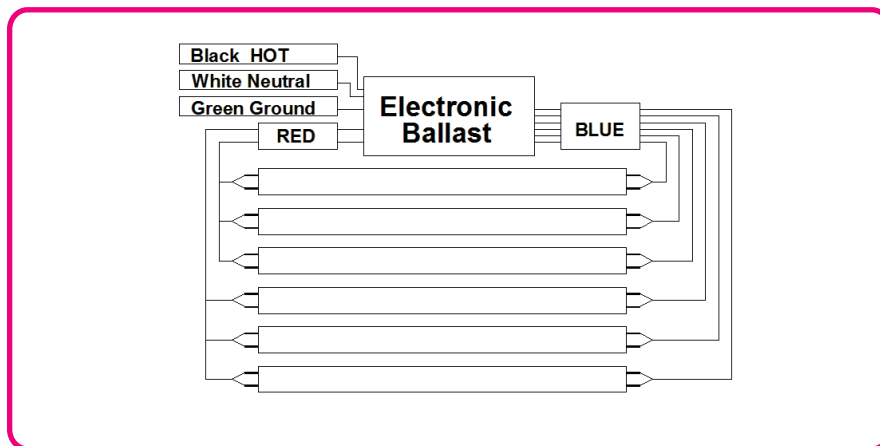 Black HOT
White Neutral
Green Ground
RED
Electronic
Ballast
BLUE